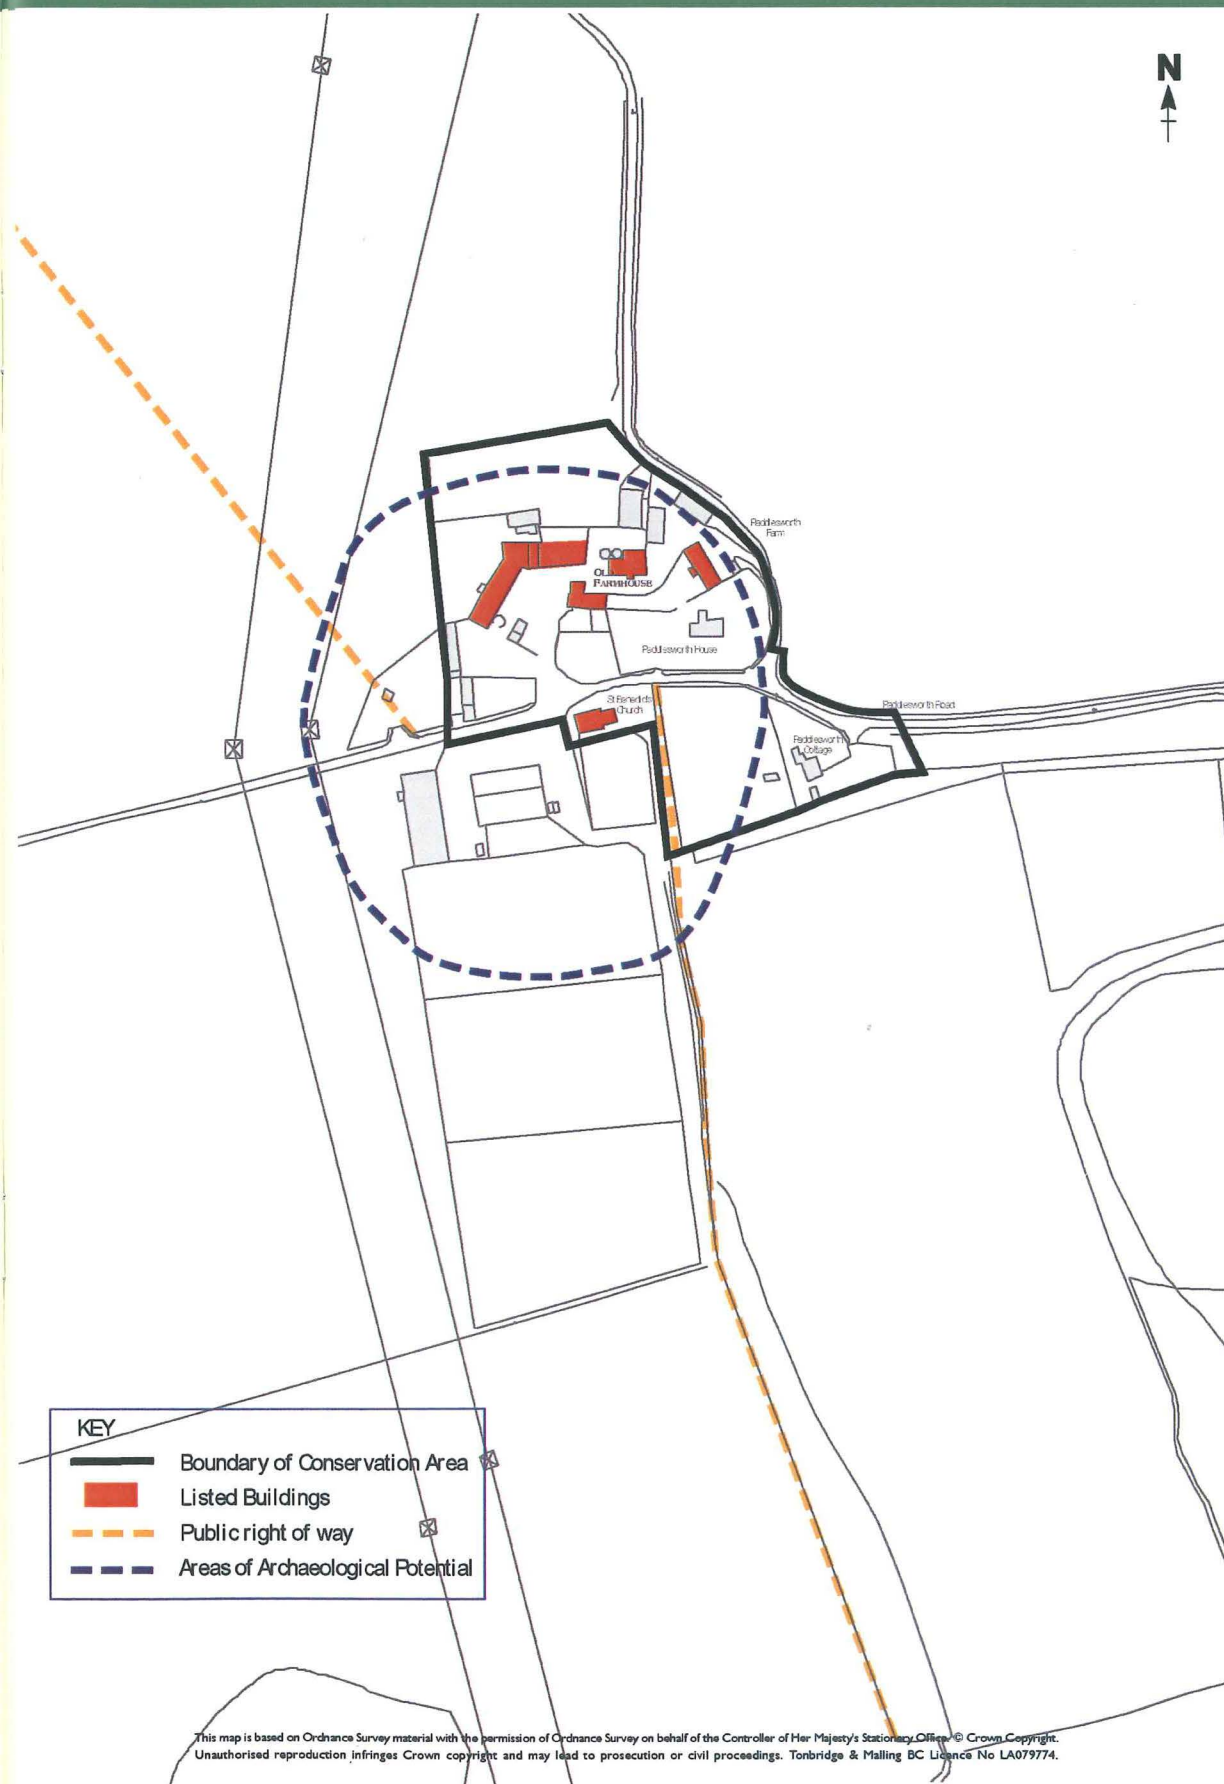 N
Paddlesworth
Farm
OLD
FARMHOUSE
Paddlesworth House
St Benedict's
Church
Paddlesworth Road
Paddlesworth
Cottage
KEY
Boundary of Conservation Area
Listed Buildings
Public right of way
Areas of Archaeological Potential
This map is based on Ordnance Survey material with the permission of Ordnance Survey on behalf of the Controller of Her Majesty's Stationery Office. © Crown Copyright.
Unauthorised reproduction infringes Crown copyright and may lead to prosecution or civil proceedings. Tonbridge & Malling BC Licence No LA079774.